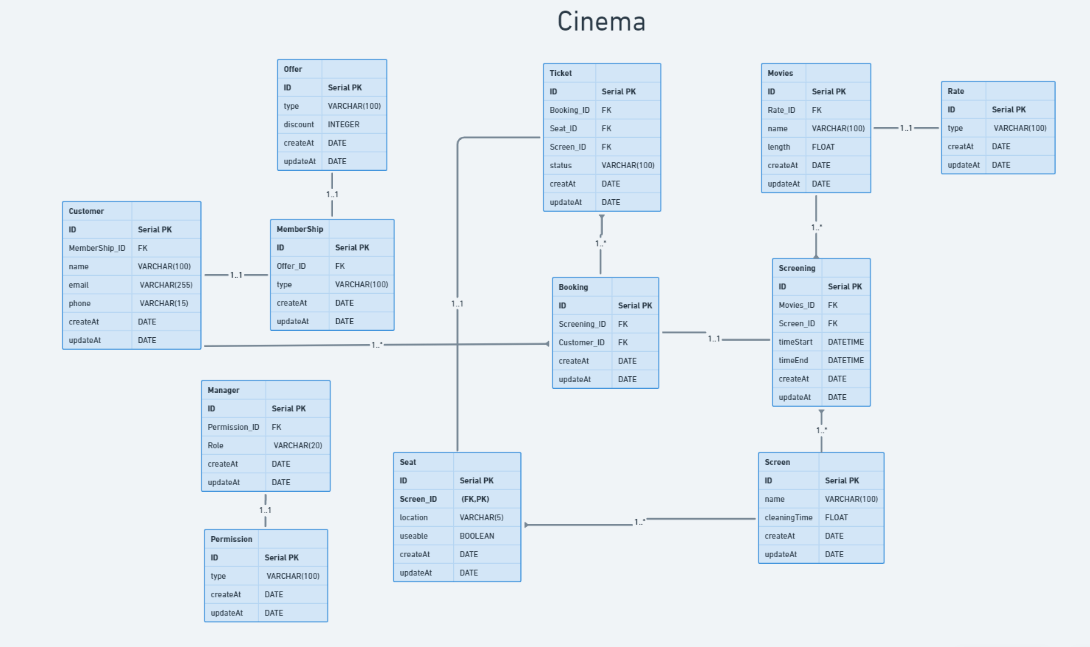 Cinema
Offer
ID Serial PK
type VARCHAR(100)
discount INTEGER
createAt DATE
updateAt DATE
1..1
Ticket
ID Serial PK
Booking_ID FK
Seat_ID FK
Screen_ID FK
status VARCHAR(100)
creatAt DATE
updateAt DATE
1..*
Movies
ID Serial PK
Rate_ID FK
name VARCHAR(100)
length FLOAT
createAt DATE
updateAt DATE
1..1
Rate
ID Serial PK
type VARCHAR(100)
creatAt DATE
updateAt DATE
1..*
Customer
ID Serial PK
MemberShip_ID FK
name VARCHAR(100)
email VARCHAR(255)
phone VARCHAR(15)
createAt DATE
updateAt DATE
1..1
MemberShip
ID Serial PK
Offer_ID FK
type VARCHAR(100)
createAt DATE
updateAt DATE
1..*
1..1
Booking
ID Serial PK
Screening_ID FK
Customer_ID FK
createAt DATE
updateAt DATE
1..1
Screening
ID Serial PK
Movies_ID FK
Screen_ID FK
timeStart DATETIME
timeEnd DATETIME
createAt DATE
updateAt DATE
1..*
Manager
ID Serial PK
Permission_ID FK
Role VARCHAR(20)
createAt DATE
updateAt DATE
1..1
Permission
ID Serial PK
type VARCHAR(100)
createAt DATE
updateAt DATE
Seat
ID Serial PK
Screen_ID (FK,PK)
location VARCHAR(5)
useable BOOLEAN
createAt DATE
updateAt DATE
1..*
Screen
ID Serial PK
name VARCHAR(100)
cleaningTime FLOAT
createAt DATE
updateAt DATE